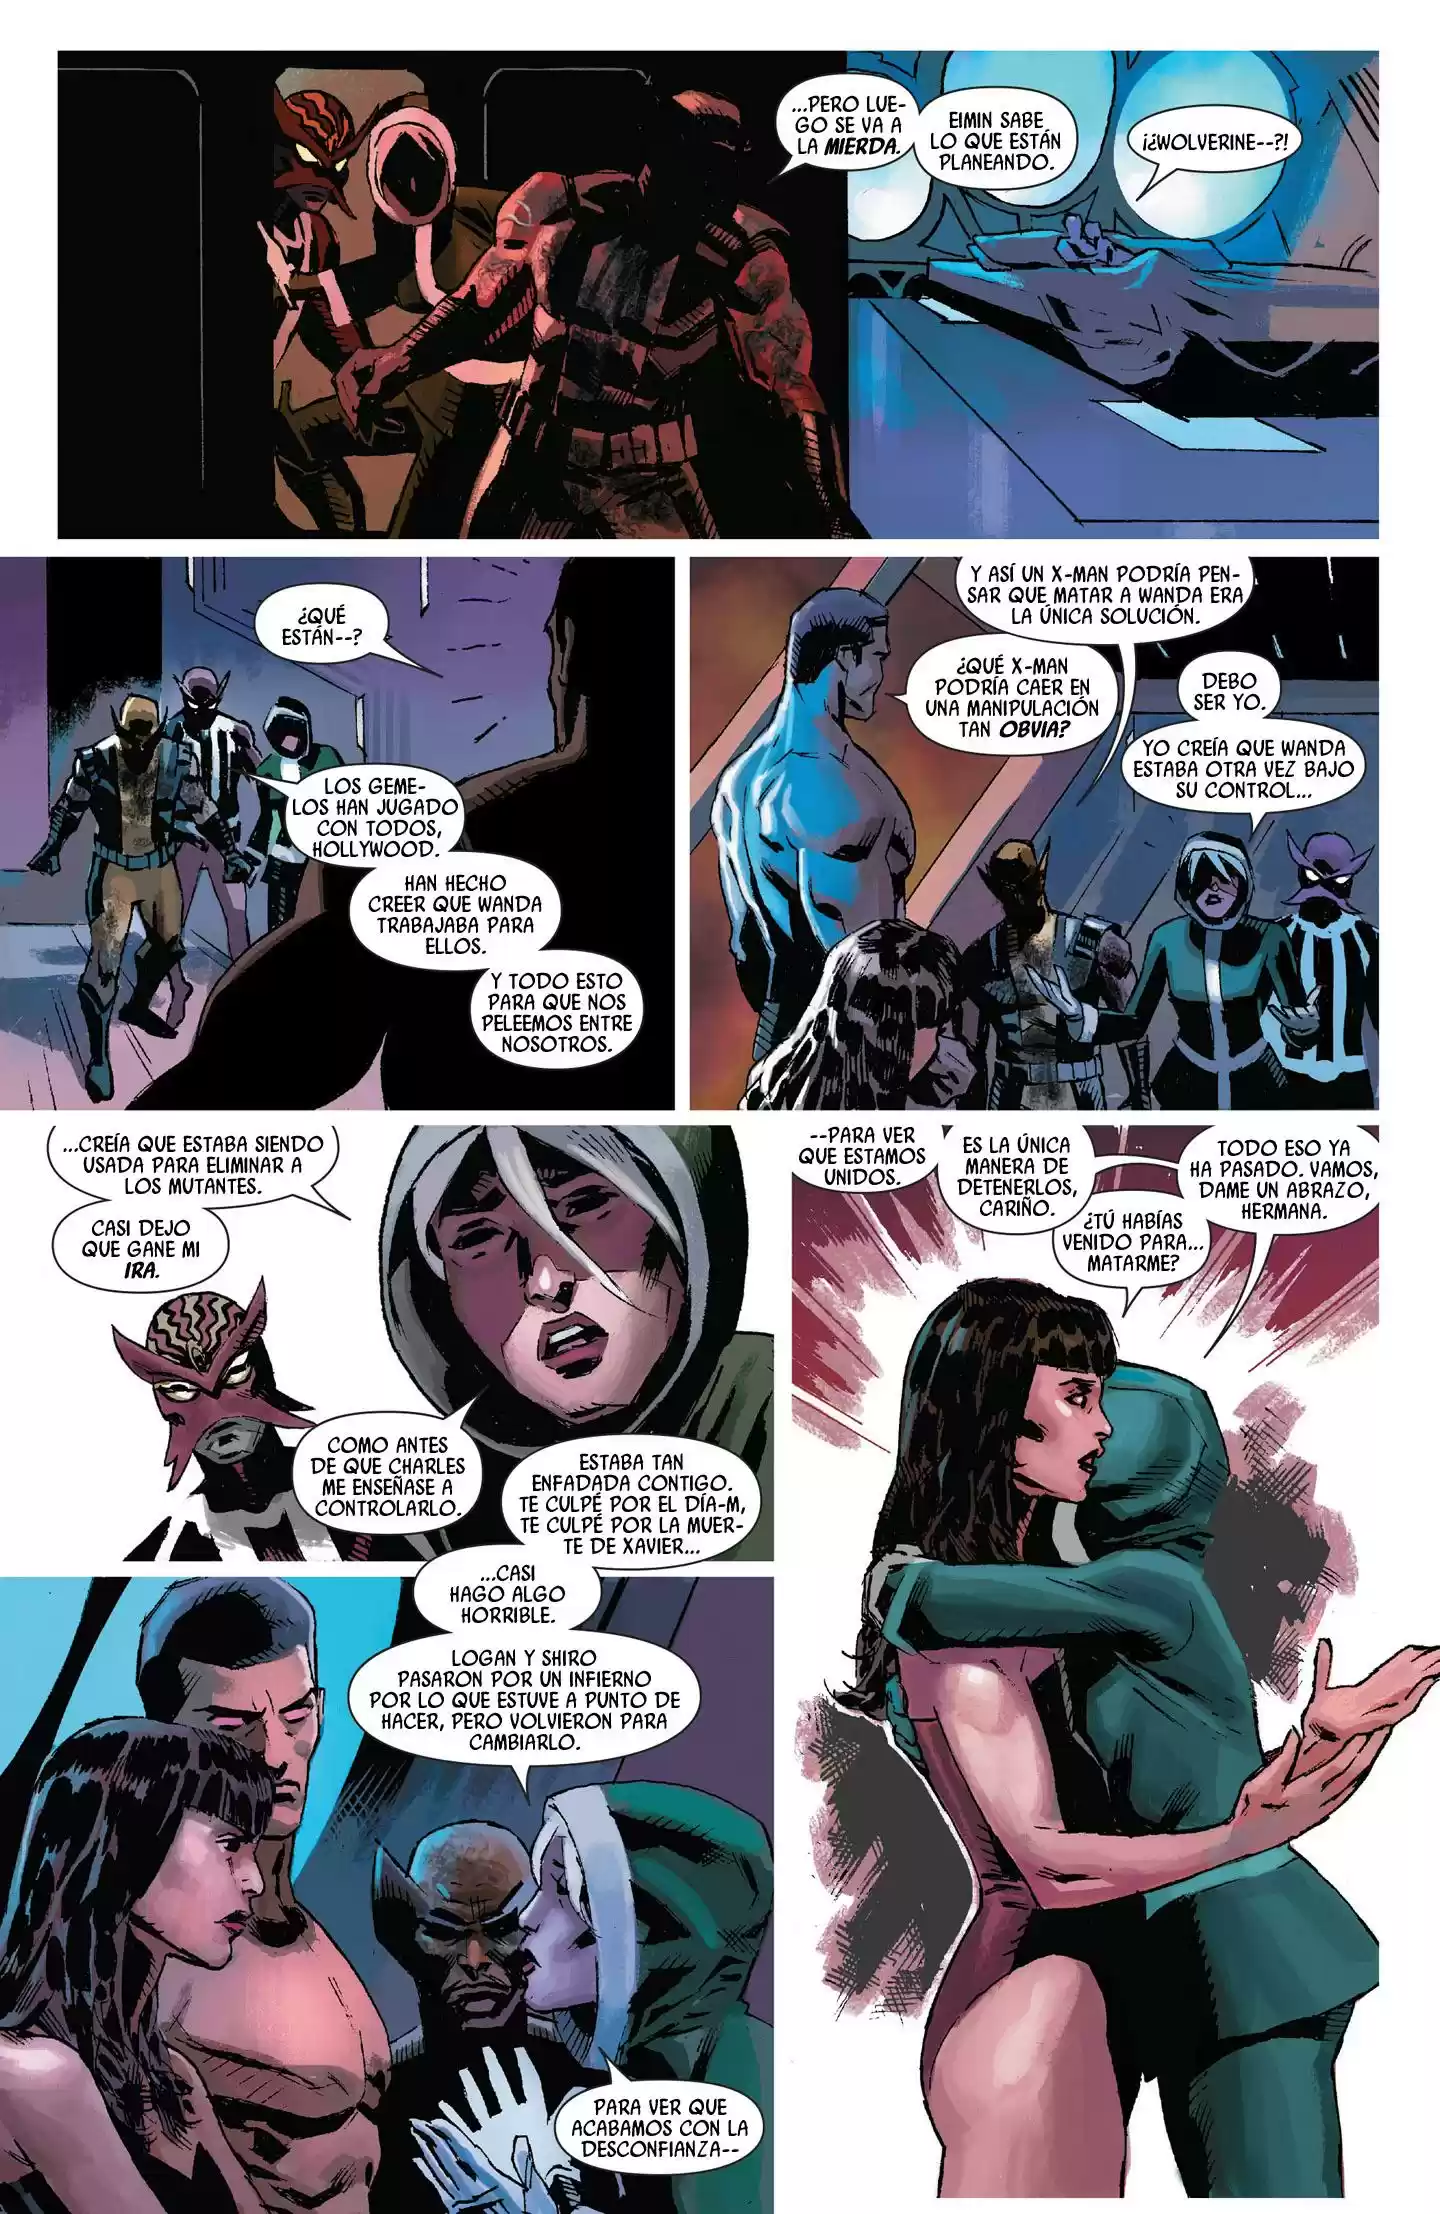 ...PERO LUE-
GO SE VA A
LA MIERDA.
EIMIN SABE
LO QUE ESTÁN
PLANEANDO.
¡¿WOLVERINE--?!
¿QUÉ
ESTÁN--?
LOS GEME-
LOS HAN JUGADO
CON TODOS,
HOLLYWOOD.
HAN HECHO
CREER QUE WANDA
TRABAJABA PARA
ELLOS.
Y TODO ESTO
PARA QUE NOS
PELEEMOS ENTRE
NOSOTROS.
Y ASÍ UN X-MAN PODRÍA PEN-
SAR QUE MATAR A WANDA ERA
LA ÚNICA SOLUCIÓN.
¿QUÉ X-MAN
PODRÍA CAER EN
UNA MANIPULACIÓN
TAN OBVIA?
DEBO
SER YO.
YO CREÍA QUE WANDA
ESTABA OTRA VEZ BAJO
SU CONTROL...
...CREÍA QUE ESTABA SIENDO
USADA PARA ELIMINAR A
LOS MUTANTES.
CASI DEJO
QUE GANE MI
IRA.
COMO ANTES
DE QUE CHARLES
ME ENSEÑASE A
CONTROLARLO.
ESTABA TAN
ENFADADA CONTIGO.
TE CULPÉ POR EL DÍA-M,
TE CULPÉ POR LA MUER-
TE DE XAVIER...
...CASI
HAGO ALGO
HORRIBLE.
LOGAN Y SHIRO
PASARON POR UN INFIERNO
POR LO QUE ESTUVE A PUNTO DE
HACER, PERO VOLVIERON PARA
CAMBIARLO.
PARA VER QUE
ACABAMOS CON LA
DESCONFIANZA--
--PARA VER
QUE ESTAMOS
UNIDOS.
ES LA ÚNICA
MANERA DE
DETENERLOS,
CARIÑO.
¿TÚ HABÍAS
VENIDO PARA...
MATARME?
TODO ESO YA
HA PASADO. VAMOS,
DAME UN ABRAZO,
HERMANA.